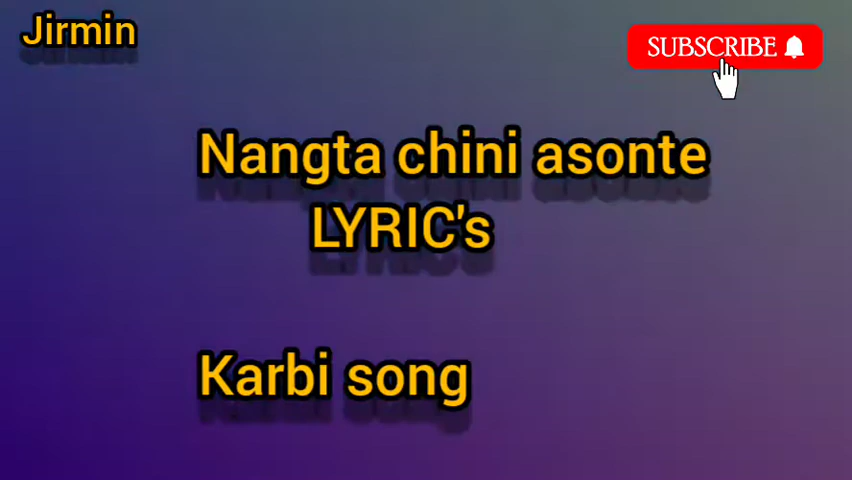 Jirmin
SUBSCRIBE
Nangta chini asonte
LYRIC's
Karbi song